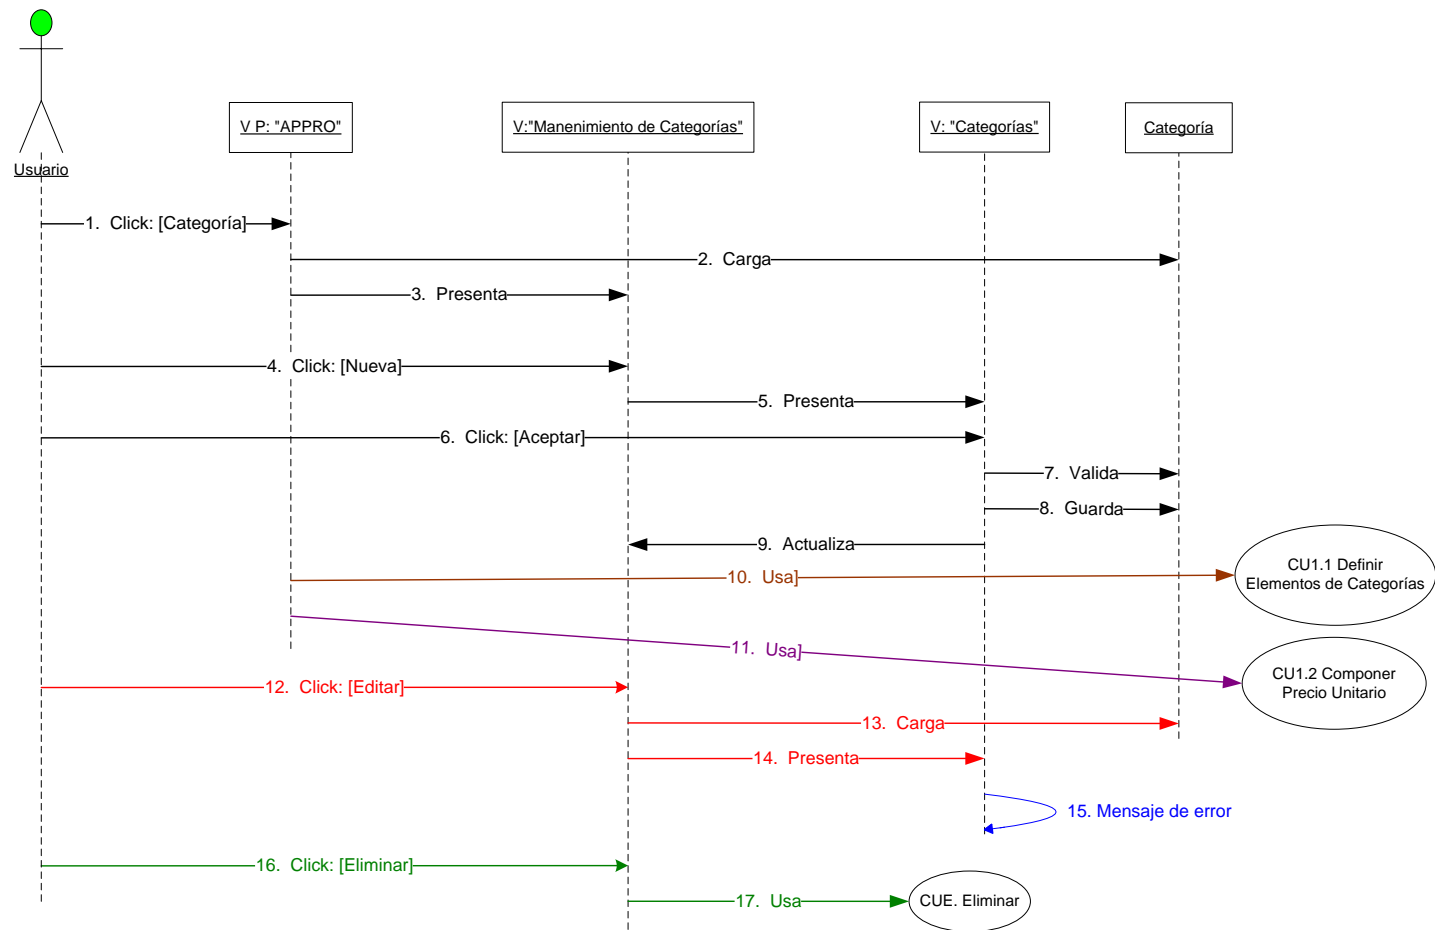 V P: "APPRO"
V:"Manenimiento de Categorías"
V: "Categorías"
Categoría
Usuario
1. Click: [Categoría]
2. Carga
3. Presenta
4. Click: [Nueva]
5. Presenta
6. Click: [Aceptar]
7. Valida
8. Guarda
9. Actualiza
10. Usa]
CU1.1 Definir
Elementos de Categorías
11. Usa]
CU1.2 Componer
Precio Unitario
12. Click: [Editar]
13. Carga
14. Presenta
15. Mensaje de error
16. Click: [Eliminar]
17. Usa
CUE. Eliminar